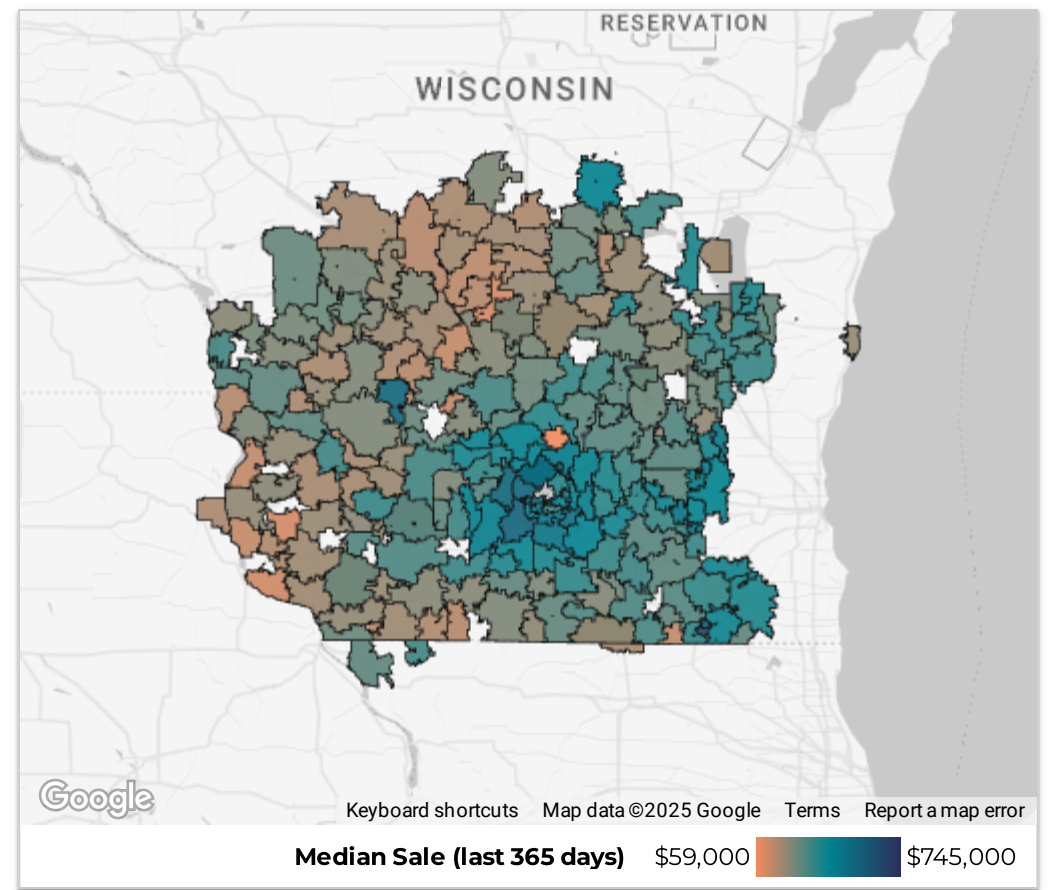 RESERVATION
WISCONSIN
Google
Keyboard shortcuts Map data ©2025 Google Terms Report a map error
Median Sale (last 365 days) $59,000 $745,000